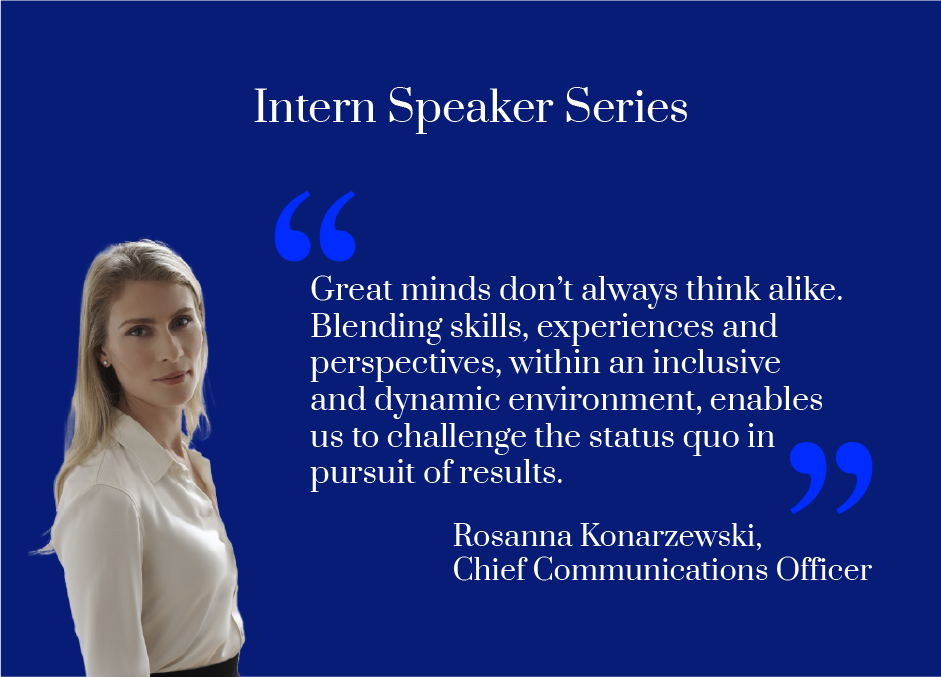 Intern Speaker Series
“
Great minds don’t always think alike.
Blending skills, experiences and
perspectives, within an inclusive
and dynamic environment, enables
us to challenge the status quo in
pursuit of results.
”
Rosanna Konarzewski,
Chief Communications Officer